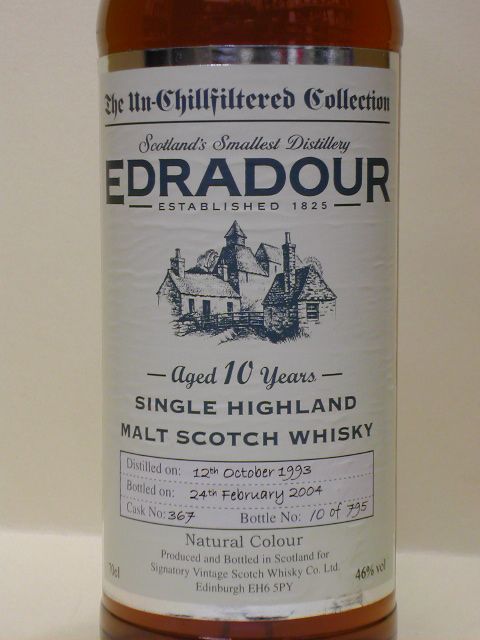 The Un-Chillfiltered Collection
Scotland's Smallest Distillery
EDRADOUR
ESTABLISHED 1825
Aged 10 Years
SINGLE HIGHLAND
MALT SCOTCH WHISKY
Distilled on: 12th October 1993
Bottled on: 24th February 2004
Cask No: 367 Bottle No: 10 of 795
Natural Colour
Produced and Bottled in Scotland for
70cl Signatory Vintage Scotch Whisky Co. Ltd. 46% vol
Edinburgh EH6 5PY